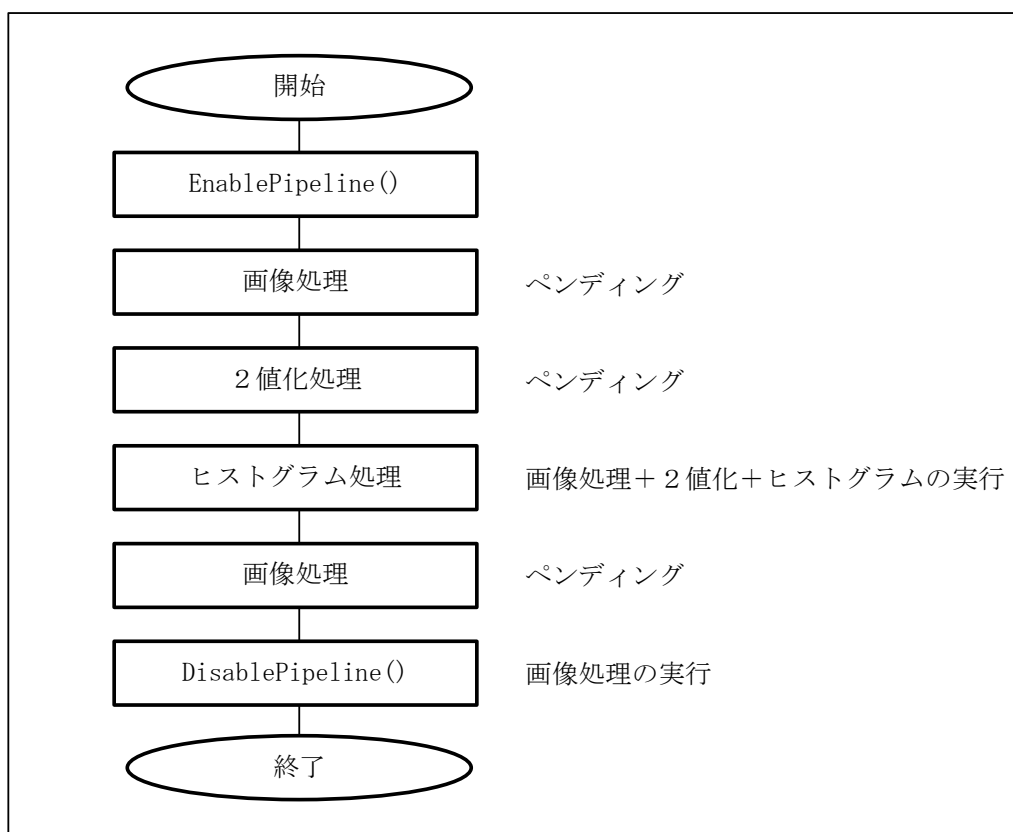 開始
EnablePipeline()
画像処理 ペンディング
２値化処理 ペンディング
ヒストグラム処理 画像処理＋２値化＋ヒストグラムの実行
画像処理 ペンディング
DisablePipeline() 画像処理の実行
終了